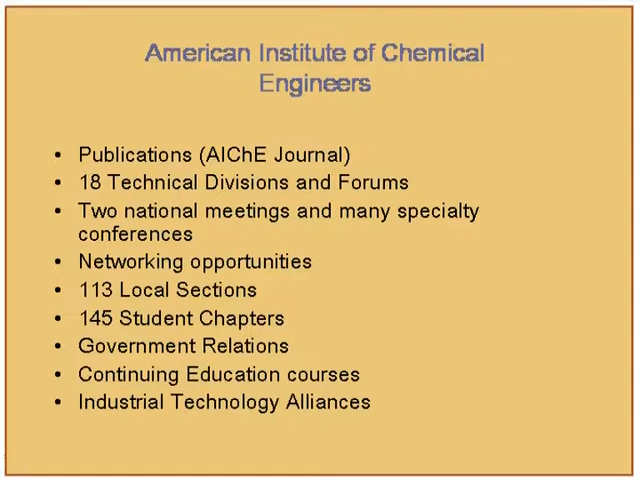 American Institute of Chemical
Engineers
• Publications (AIChE Journal)
• 18 Technical Divisions and Forums
• Two national meetings and many specialty
conferences
• Networking opportunities
• 113 Local Sections
• 145 Student Chapters
• Government Relations
• Continuing Education courses
• Industrial Technology Alliances